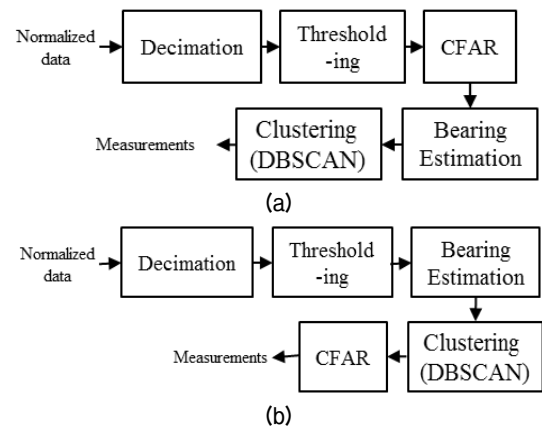 Normalized
data
Decimation
Threshold
-ing
CFAR
Measurements
Clustering
(DBSCAN)
Bearing
Estimation
(a)
Normalized
data
Decimation
Threshold
-ing
Bearing
Estimation
Measurements
CFAR
Clustering
(DBSCAN)
(b)